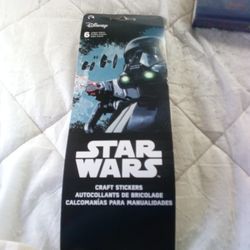 Disney
6
STAR
WARS
CRAFT STICKERS
AUTOCOLLANTS DE BRICOLAGE
CALCOMANÍAS PARA MANUALIDADES